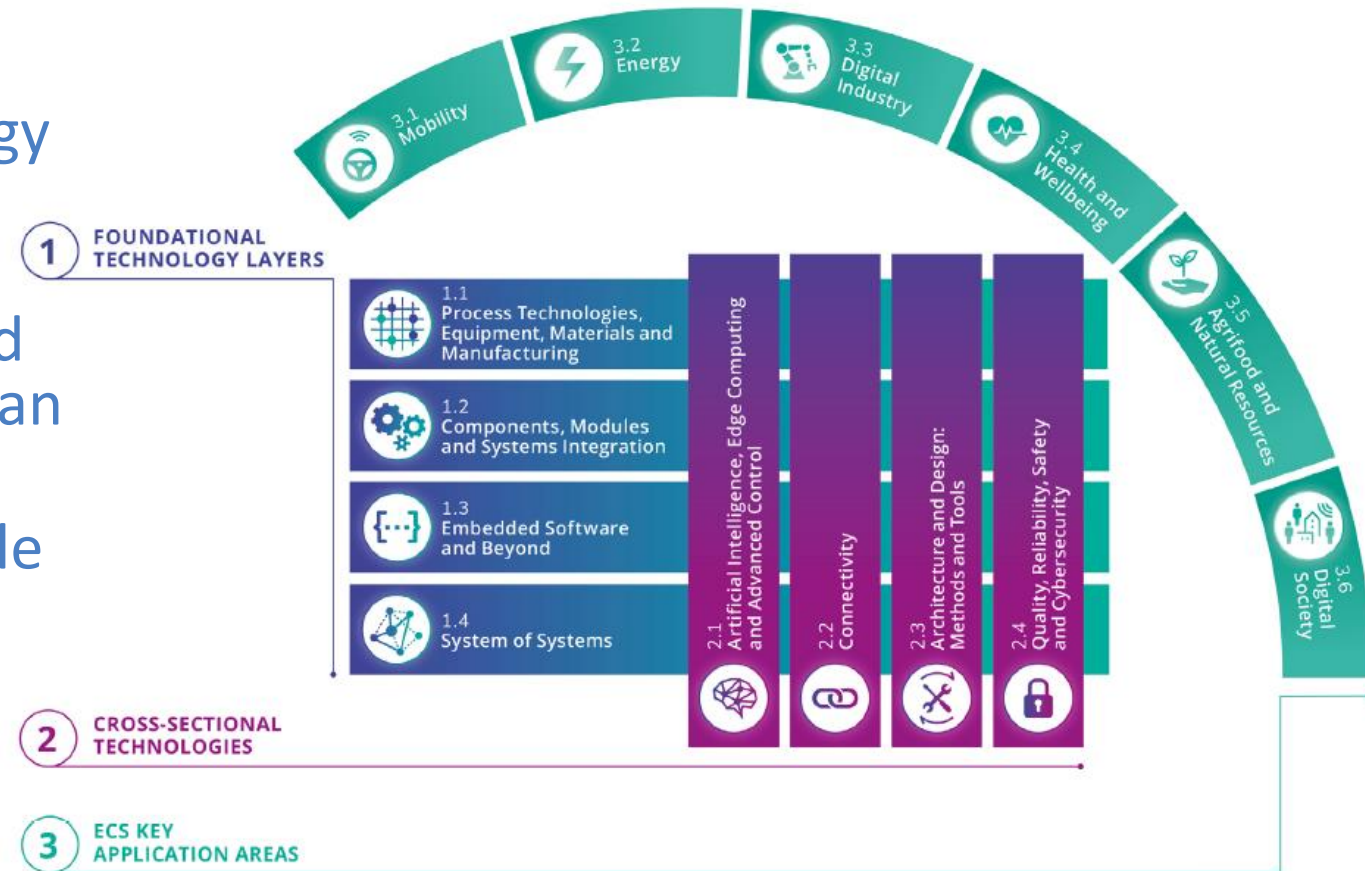 gy
d
an
de
1
FOUNDATIONAL
TECHNOLOGY LAYERS
1.1
Process Technologies,
Equipment, Materials and
Manufacturing
1.2
Components, Modules
and Systems Integration
1.3
Embedded Software
and Beyond
1.4
System of Systems
2.1
Artificial Intelligence, Edge Computing
and Advanced Control
2.2
Connectivity
2.3
Architecture and Design:
Methods and Tools
2.4
Quality, Reliability, Safety
and Cybersecurity
3.1
Mobility
3.2
Energy
3.3
Digital
Industry
3.4
Health and
Wellbeing
3.5
Agrifood and
Natural Resources
3.6
Digital
Society
2
CROSS-SECTIONAL
TECHNOLOGIES
3
ECS KEY
APPLICATION AREAS